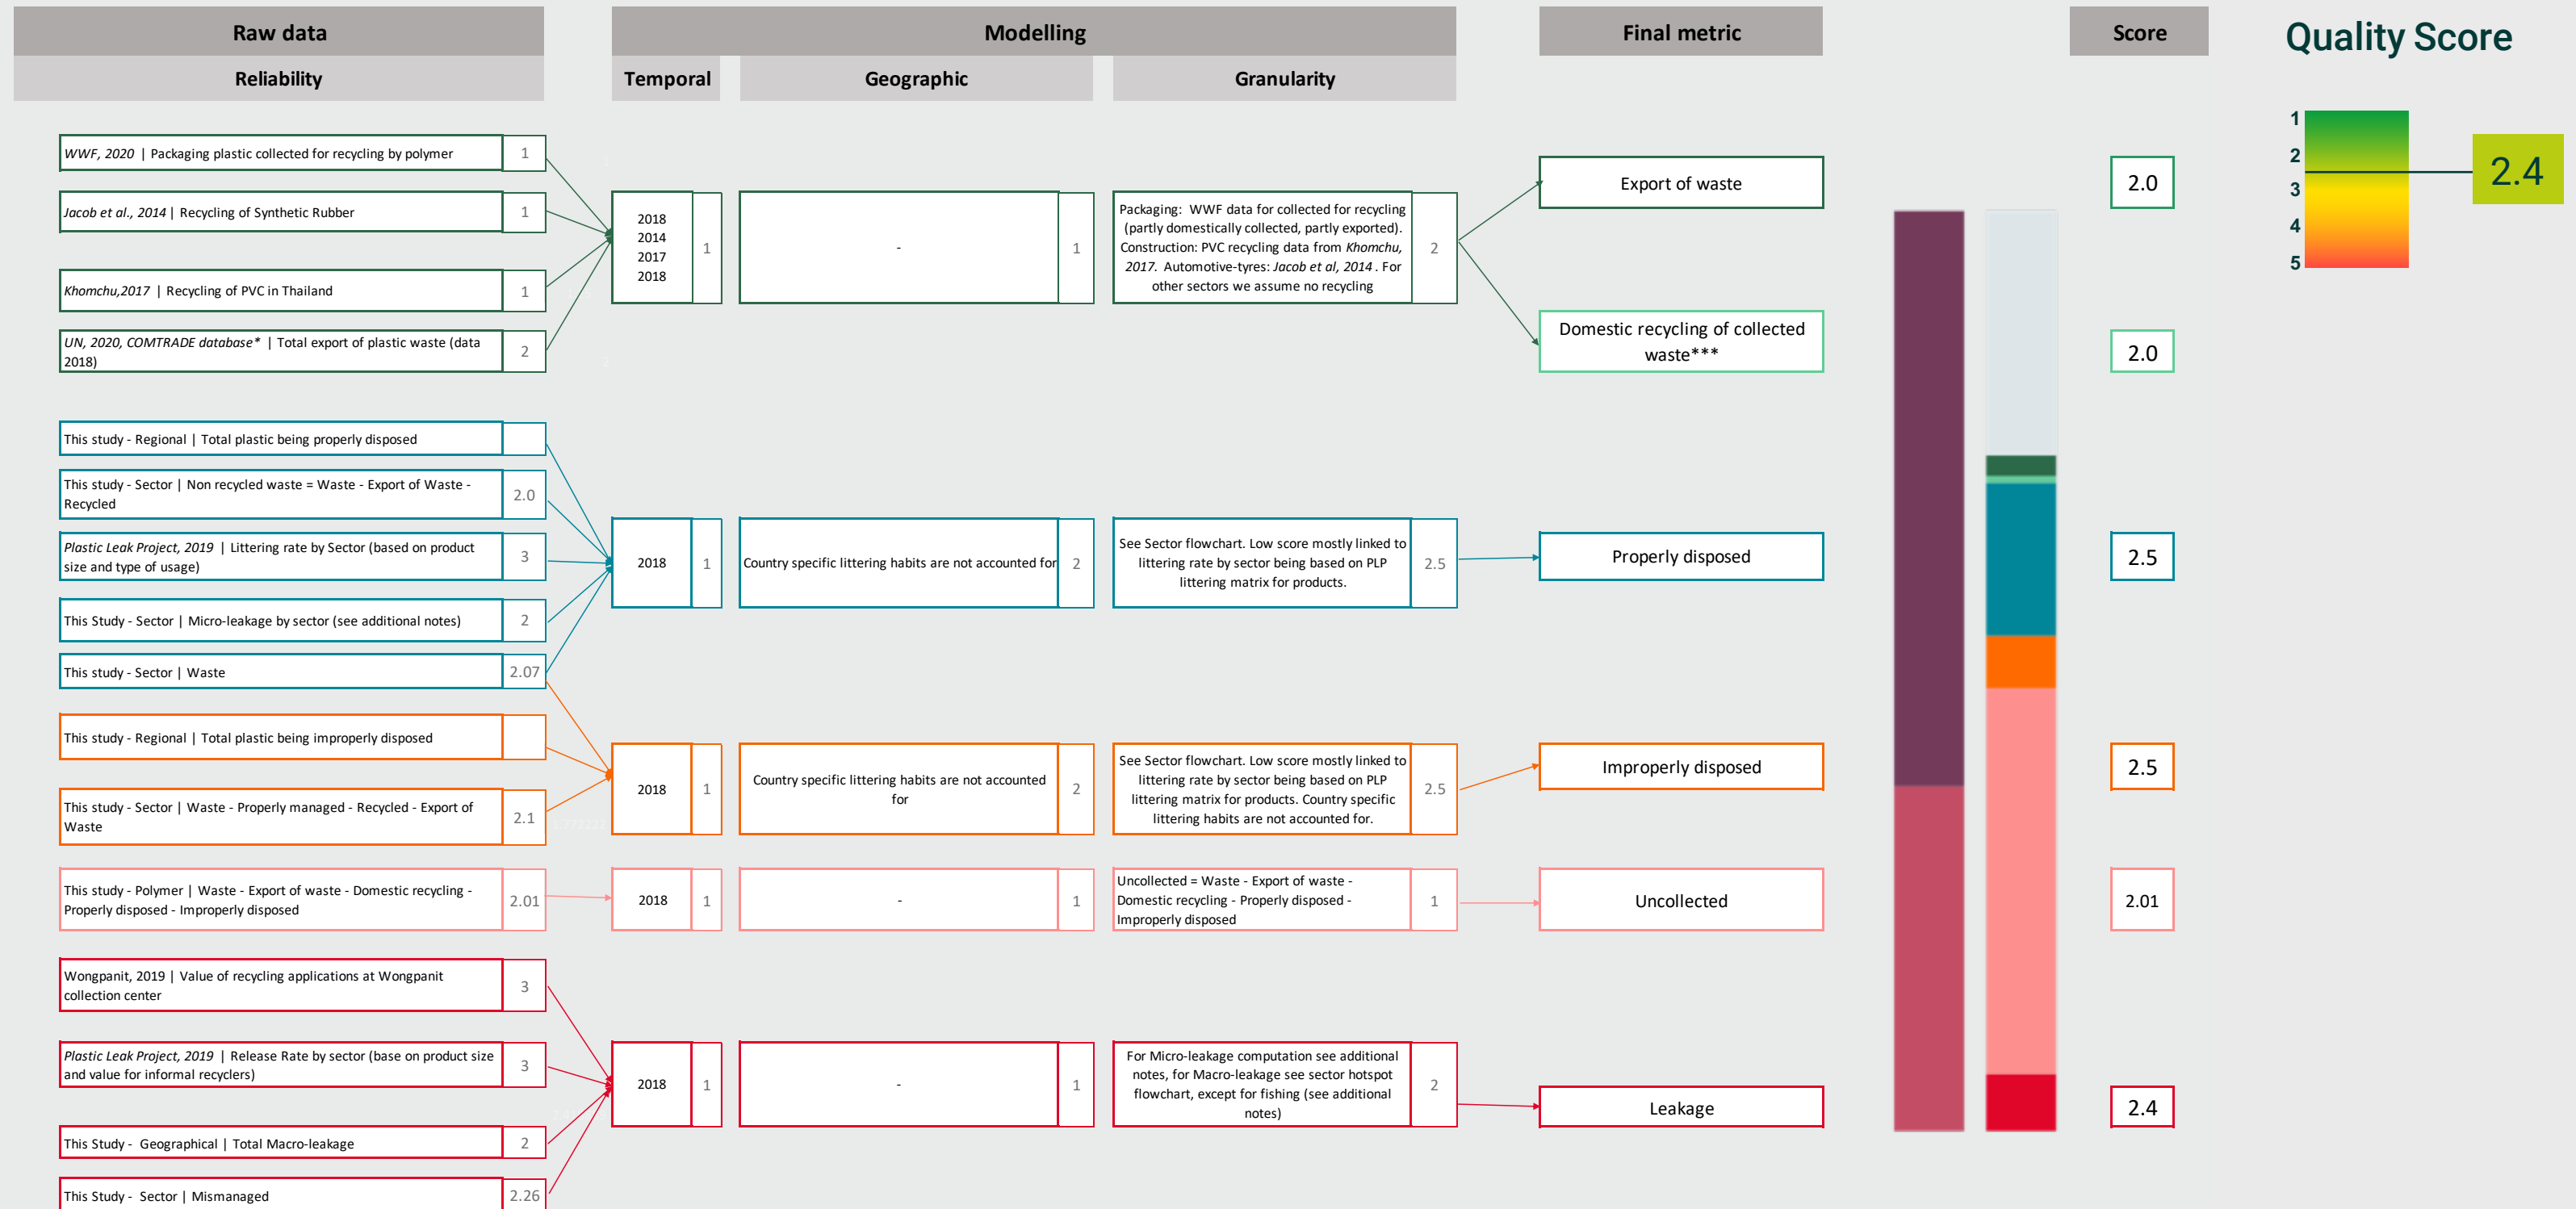 Raw data
Modelling
Final metric
Score
Quality Score
Reliability
Temporal
Geographic
Granularity
1
2
3
4
5
2.4
WWF, 2020 | Packaging plastic collected for recycling by polymer
1
Jacob et al., 2014 | Recycling of Synthetic Rubber
1
Khomchu,2017 | Recycling of PVC in Thailand
1
UN, 2020, COMTRADE database* | Total export of plastic waste (data
2018)
2
2018
2014
2017
2018
1
-
1
Packaging: WWF data for collected for recycling
(partly domestically collected, partly exported).
Construction: PVC recycling data from Khomchu,
2017. Automotive-tyres: Jacob et al, 2014 . For
other sectors we assume no recycling
2
Export of waste
2.0
Domestic recycling of collected
waste***
2.0
This study - Regional | Total plastic being properly disposed
This study - Sector | Non recycled waste = Waste - Export of Waste -
Recycled
2.0
Plastic Leak Project, 2019 | Littering rate by Sector (based on product
size and type of usage)
3
This Study - Sector | Micro-leakage by sector (see additional notes)
2
This study - Sector | Waste
2.07
2018
1
Country specific littering habits are not accounted for
2
See Sector flowchart. Low score mostly linked to
littering rate by sector being based on PLP
littering matrix for products.
2.5
Properly disposed
2.5
This study - Regional | Total plastic being improperly disposed
This study - Sector | Waste - Properly managed - Recycled - Export of
Waste
2.1
2018
1
Country specific littering habits are not accounted
for
2
See Sector flowchart. Low score mostly linked to
littering rate by sector being based on PLP
littering matrix for products. Country specific
littering habits are not accounted for.
2.5
Improperly disposed
2.5
This study - Polymer | Waste - Export of waste - Domestic recycling -
Properly disposed - Improperly disposed
2.01
2018
1
-
1
Uncollected = Waste - Export of waste -
Domestic recycling - Properly disposed -
Improperly disposed
1
Uncollected
2.01
Wongpanit, 2019 | Value of recycling applications at Wongpanit
collection center
3
Plastic Leak Project, 2019 | Release Rate by sector (base on product size
and value for informal recyclers)
3
This Study - Geographical | Total Macro-leakage
2
This Study - Sector | Mismanaged
2.26
2018
1
-
1
For Micro-leakage computation see additional
notes, for Macro-leakage see sector hotspot
flowchart, except for fishing (see additional
notes)
2
Leakage
2.4